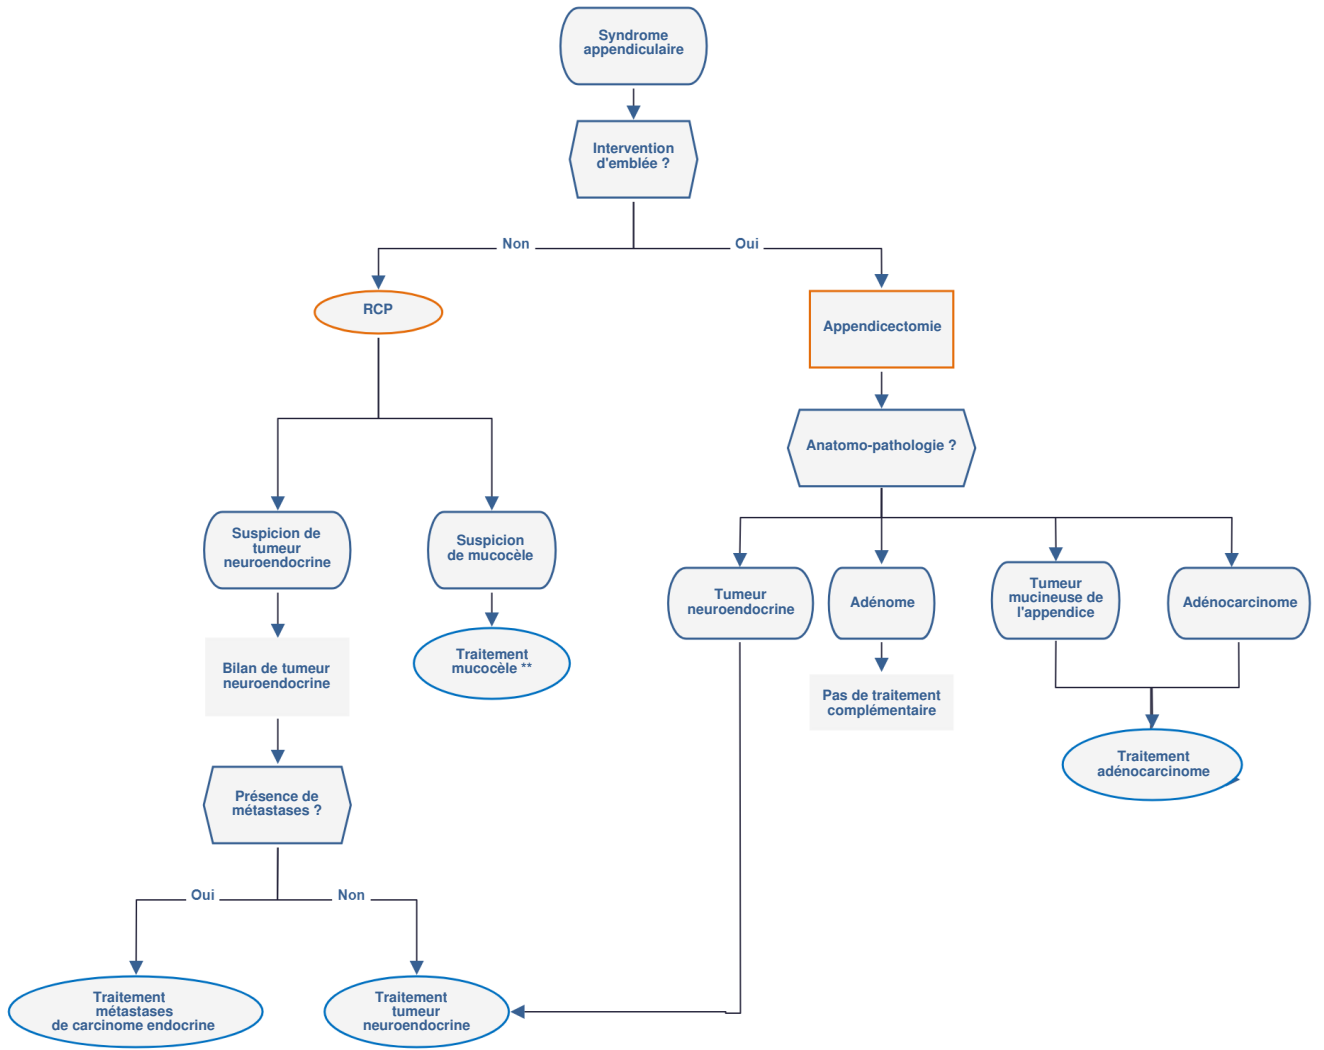 Syndrome
appendiculaire
Intervention
d'emblée ?
Non
Oui
RCP
Appendicectomie
Anatomo-pathologie ?
Suspicion de
tumeur
neuroendocrine
Suspicion
de mucocèle
Tumeur
neuroendocrine
Adénome
Tumeur
mucineuse de
l'appendice
Adénocarcinome
Bilan de tumeur
neuroendocrine
Traitement
mucocèle **
Pas de traitement
complémentaire
Traitement
adénocarcinome
Présence de
métastases ?
Oui
Non
Traitement
métastases
de carcinome endocrine
Traitement
tumeur
neuroendocrine